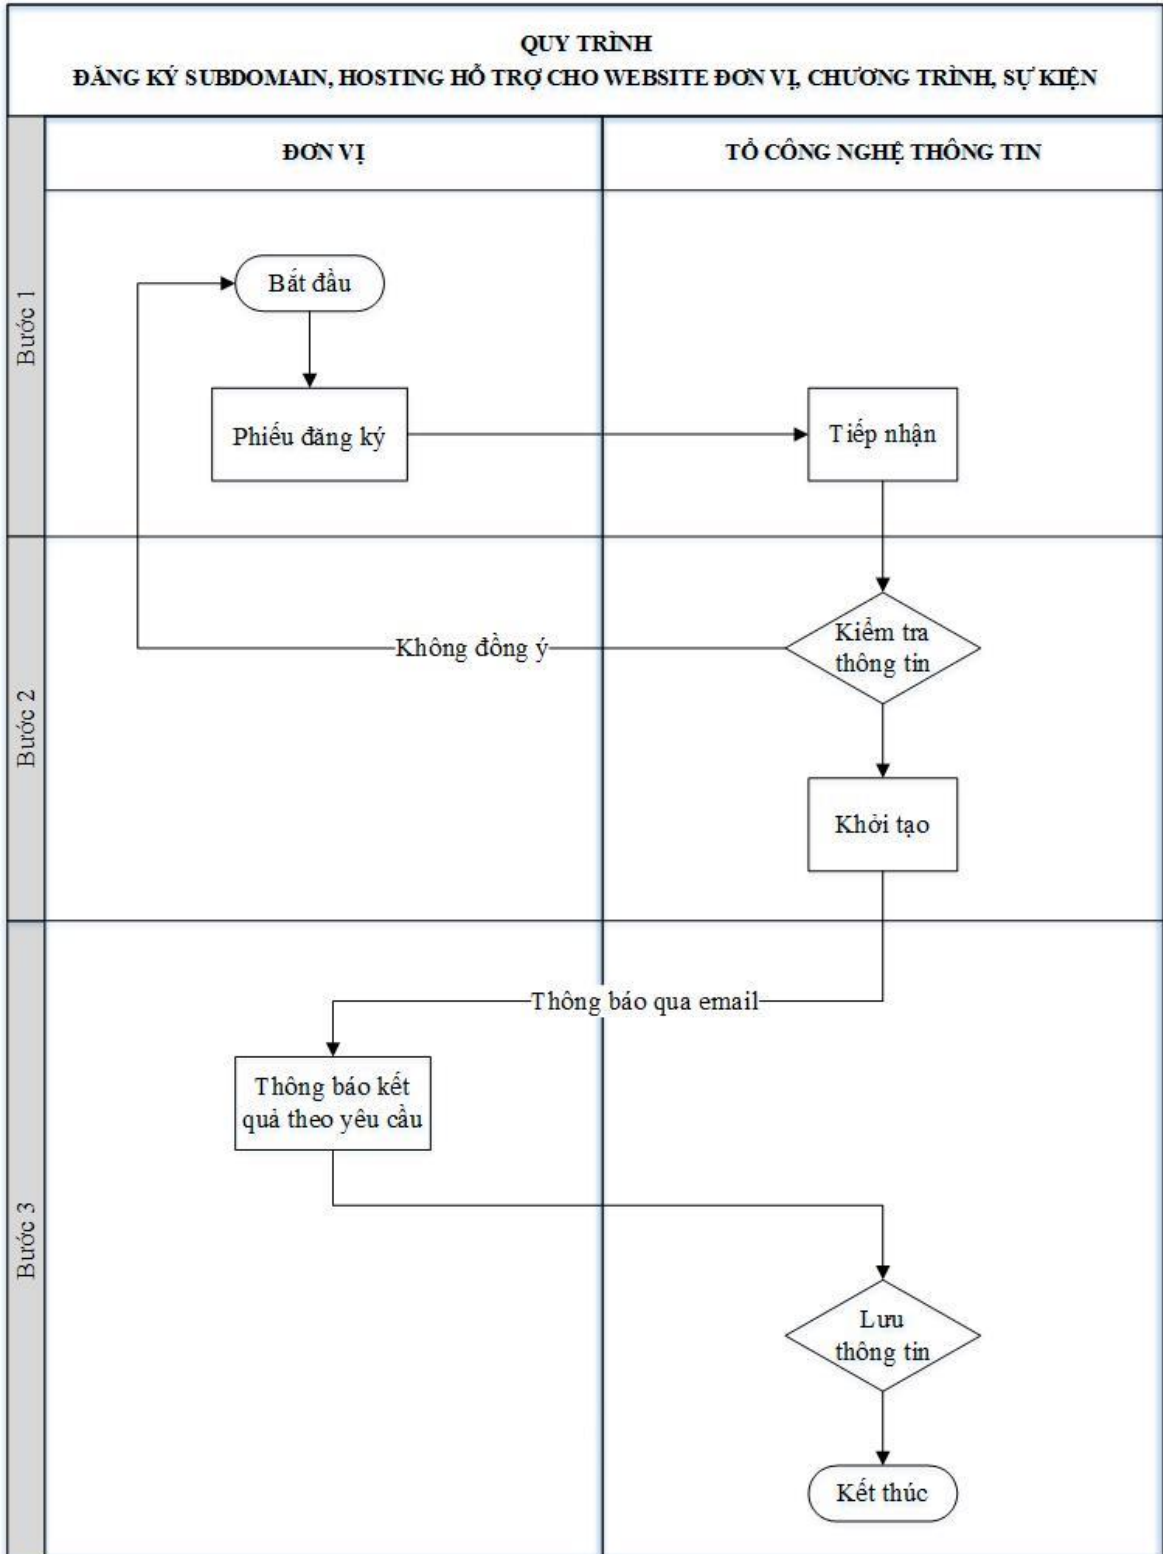 QUY TRÌNH
ĐĂNG KÝ SUBDOMAIN, HOSTING HỖ TRỢ CHO WEBSITE ĐƠN VỊ, CHƯƠNG TRÌNH, SỰ KIỆN
ĐƠN VỊ
TỔ CÔNG NGHỆ THÔNG TIN
Bước 1
Bắt đầu
Phiếu đăng ký
Tiếp nhận
Bước 2
Không đồng ý
Kiểm tra
thông tin
Khởi tạo
Bước 3
Thông báo qua email
Thông báo kết
quả theo yêu cầu
Lưu
thông tin
Kết thúc